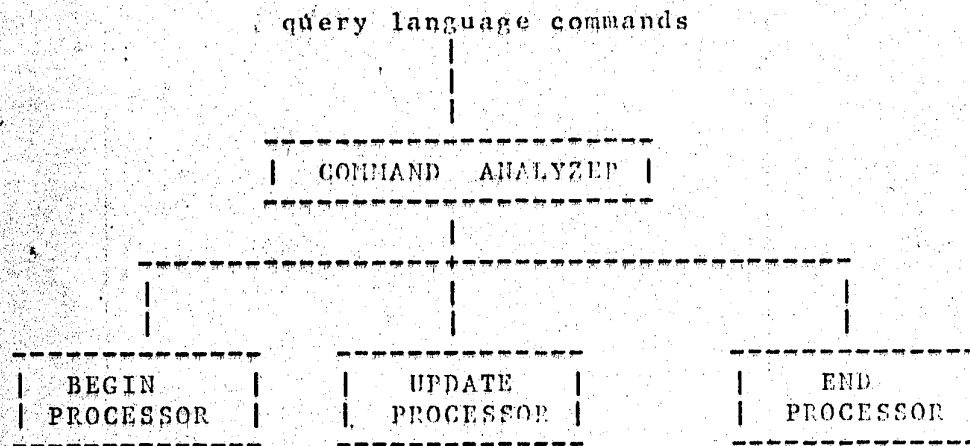 query language commands
COMMAND ANALYZER
BEGIN UPDATE END
PROCESSOR PROCESSOR PROCESSOR